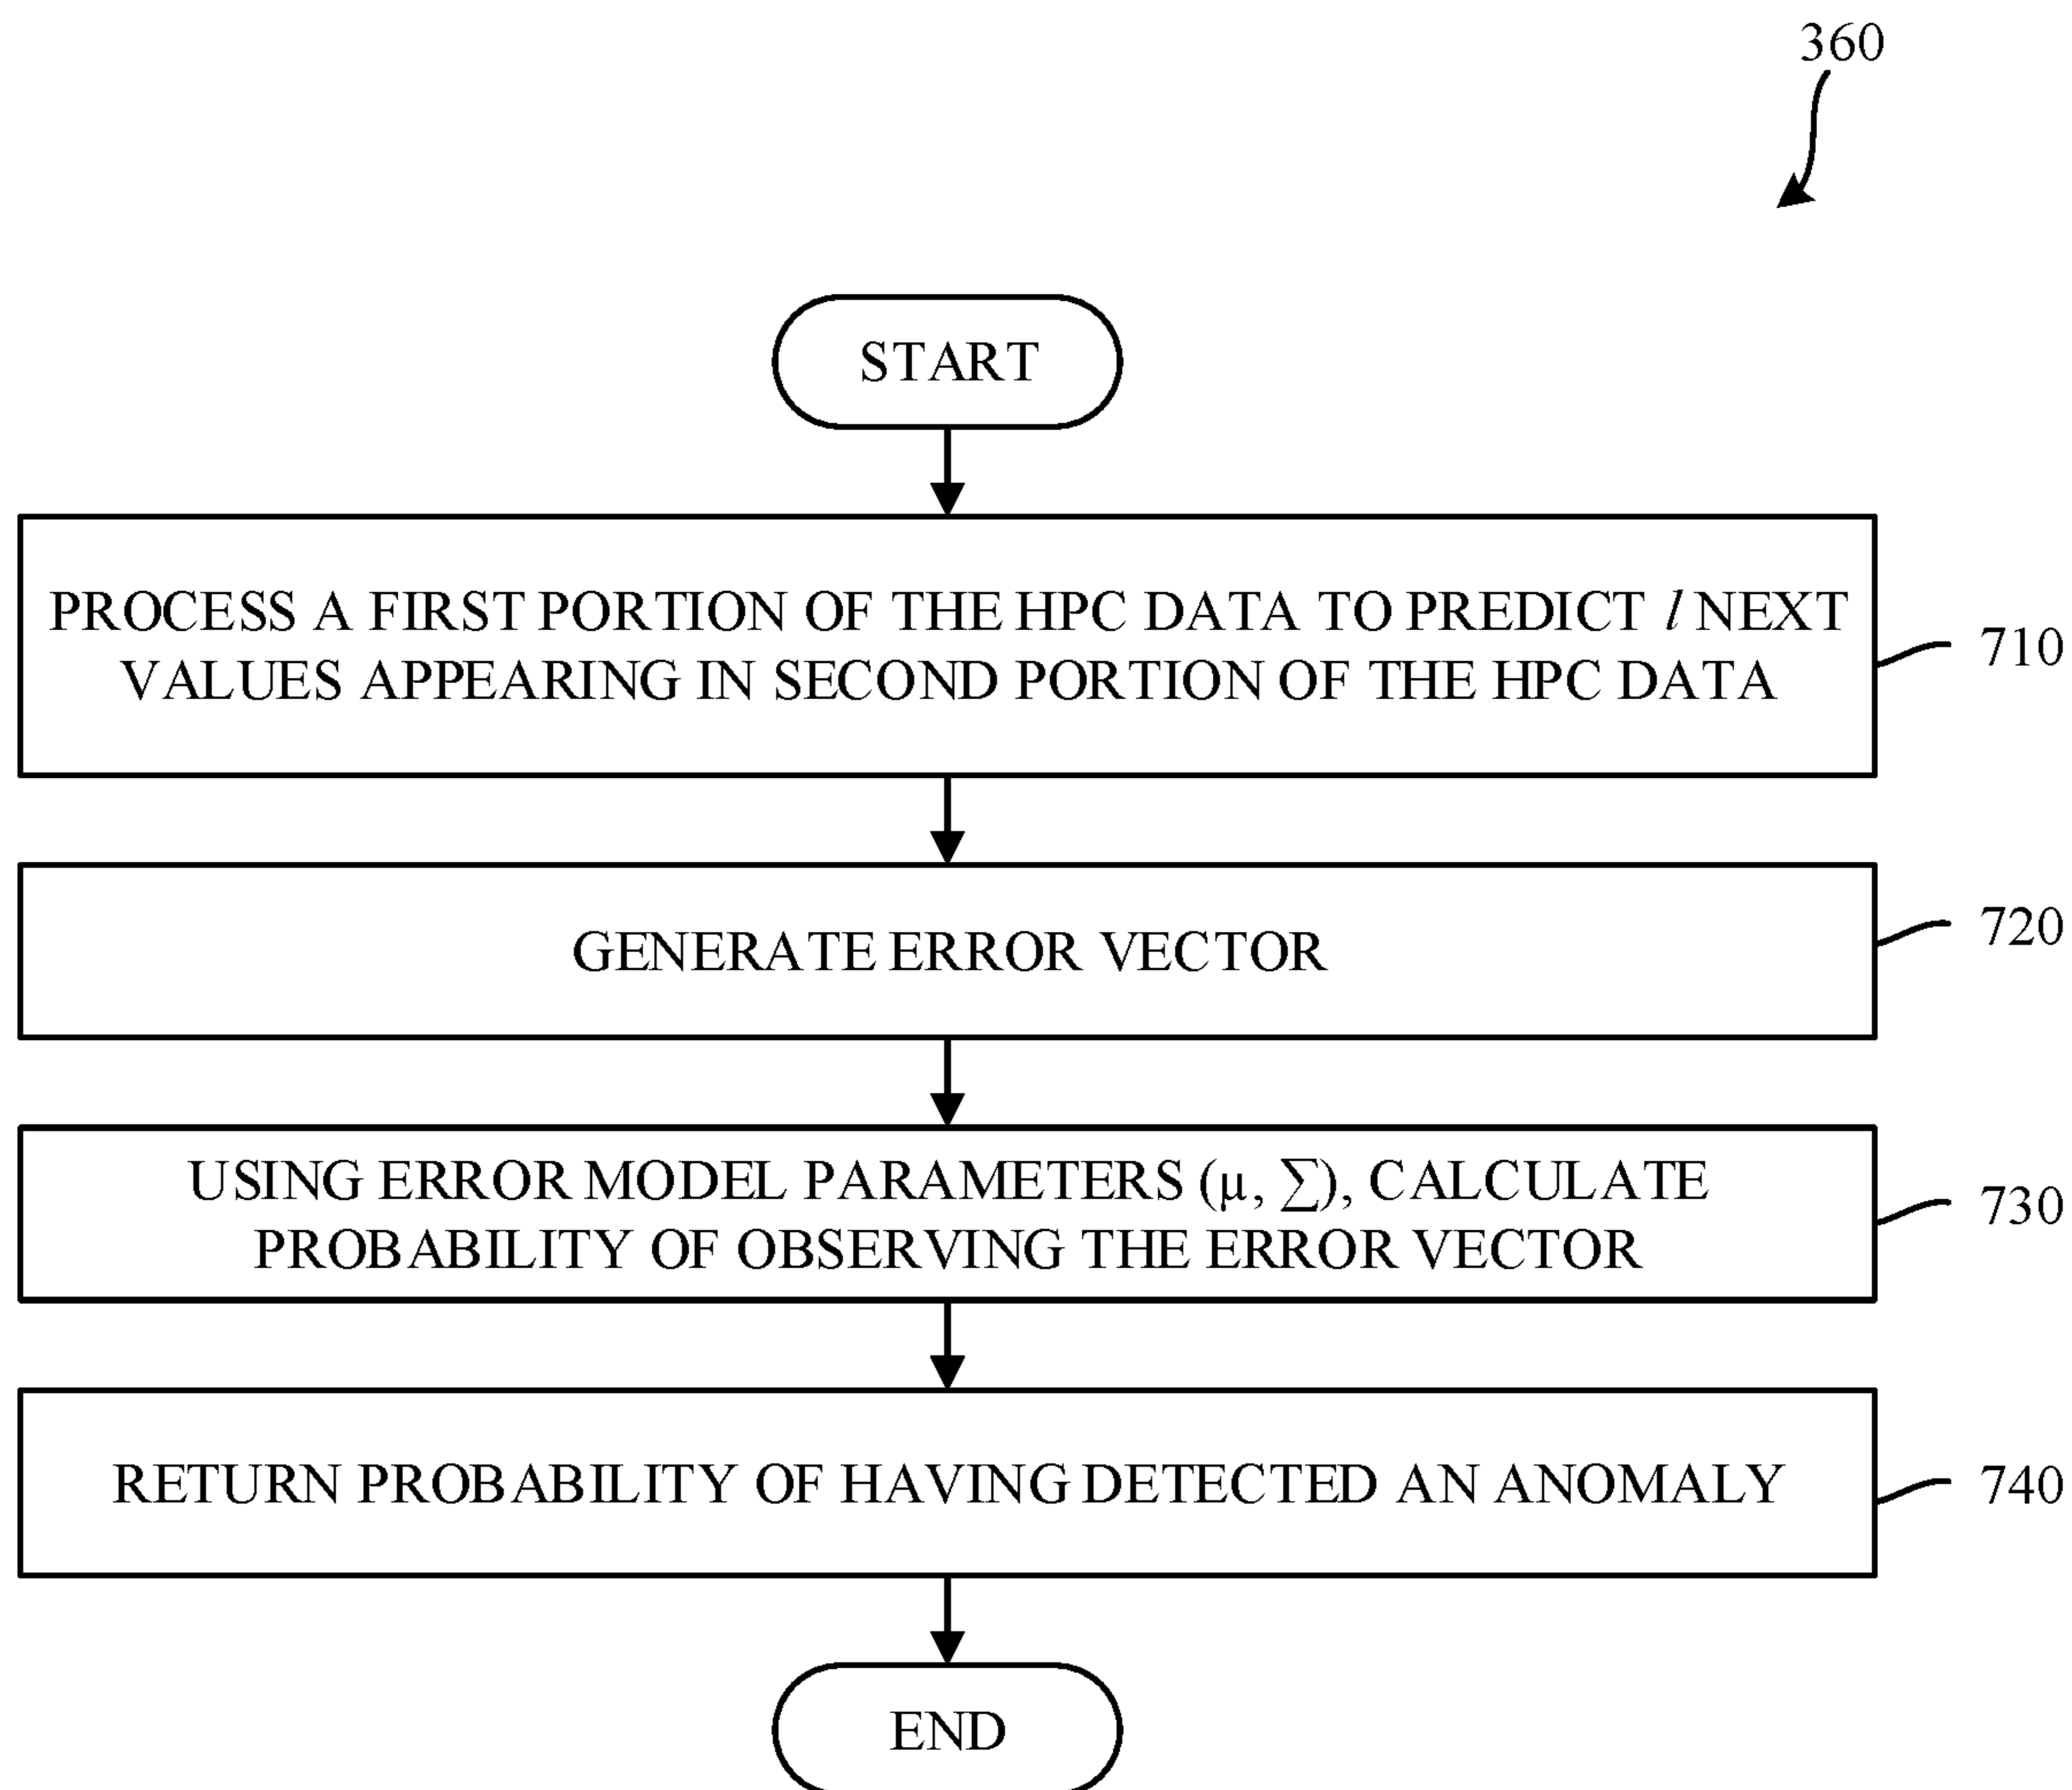 360
START
PROCESS A FIRST PORTION OF THE HPC DATA TO PREDICT l NEXT
VALUES APPEARING IN SECOND PORTION OF THE HPC DATA
710
GENERATE ERROR VECTOR
720
USING ERROR MODEL PARAMETERS (μ, Σ), CALCULATE
PROBABILITY OF OBSERVING THE ERROR VECTOR
730
RETURN PROBABILITY OF HAVING DETECTED AN ANOMALY
740
END